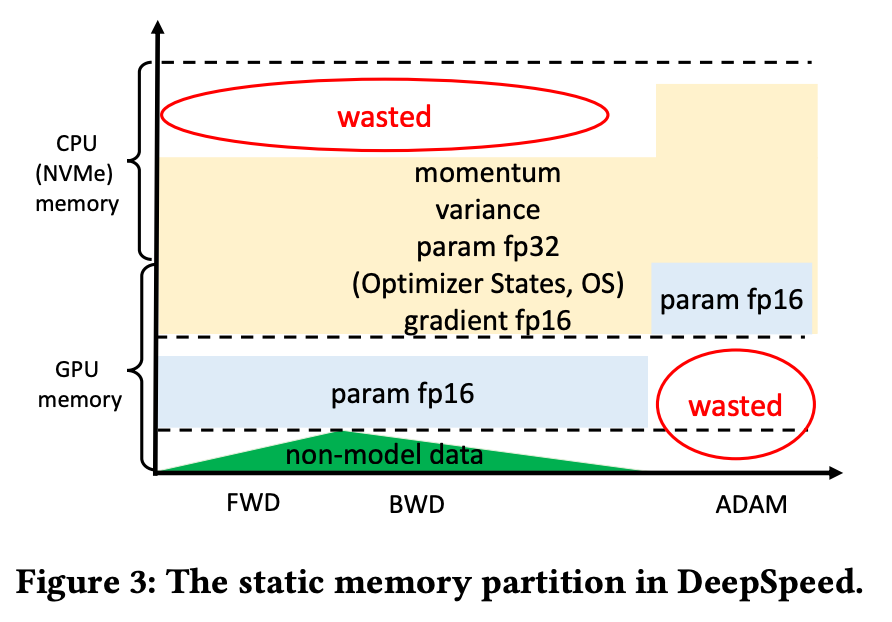 wasted
CPU
(NVMe)
memory
momentum
variance
param fp32
(Optimizer States, OS)
gradient fp16
param fp16
GPU
memory
param fp16
wasted
non-model data
FWD
BWD
ADAM
Figure 3: The static memory partition in DeepSpeed.